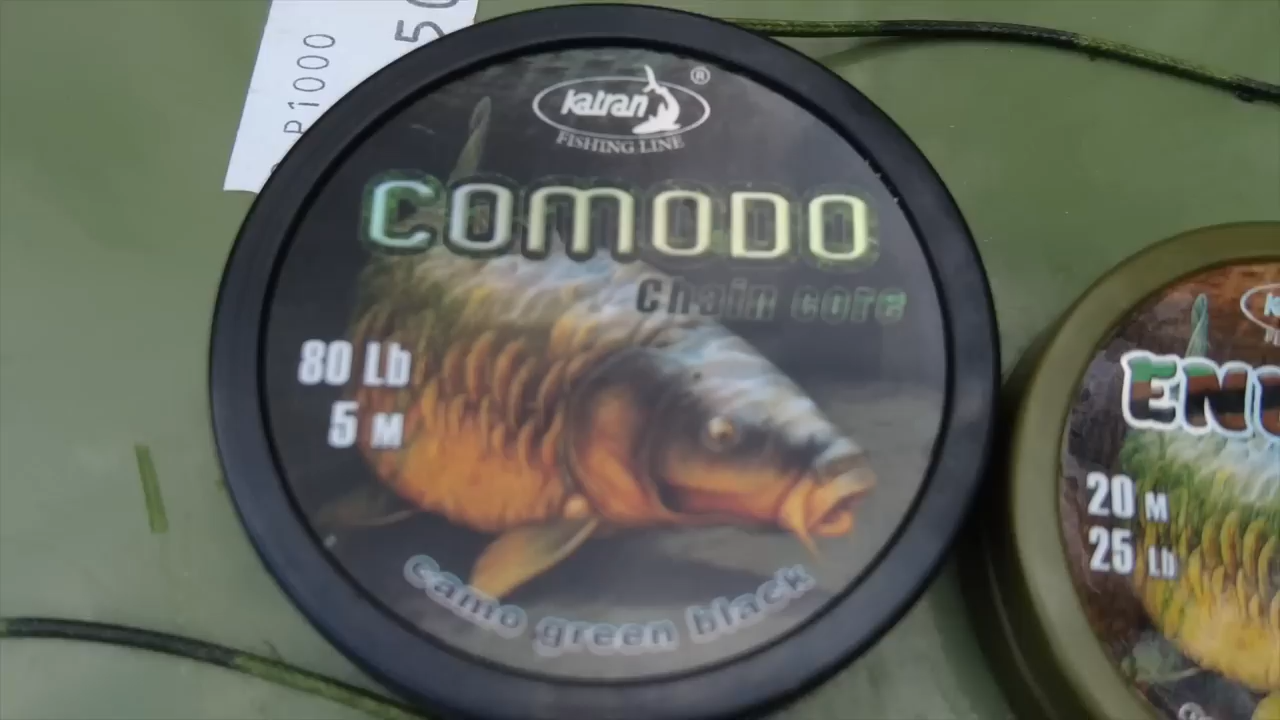 P1000
50
katran®
FISHING LINE
COMODO
Chain core
80 Lb
5 M
camo green black
20 M
25 Lb